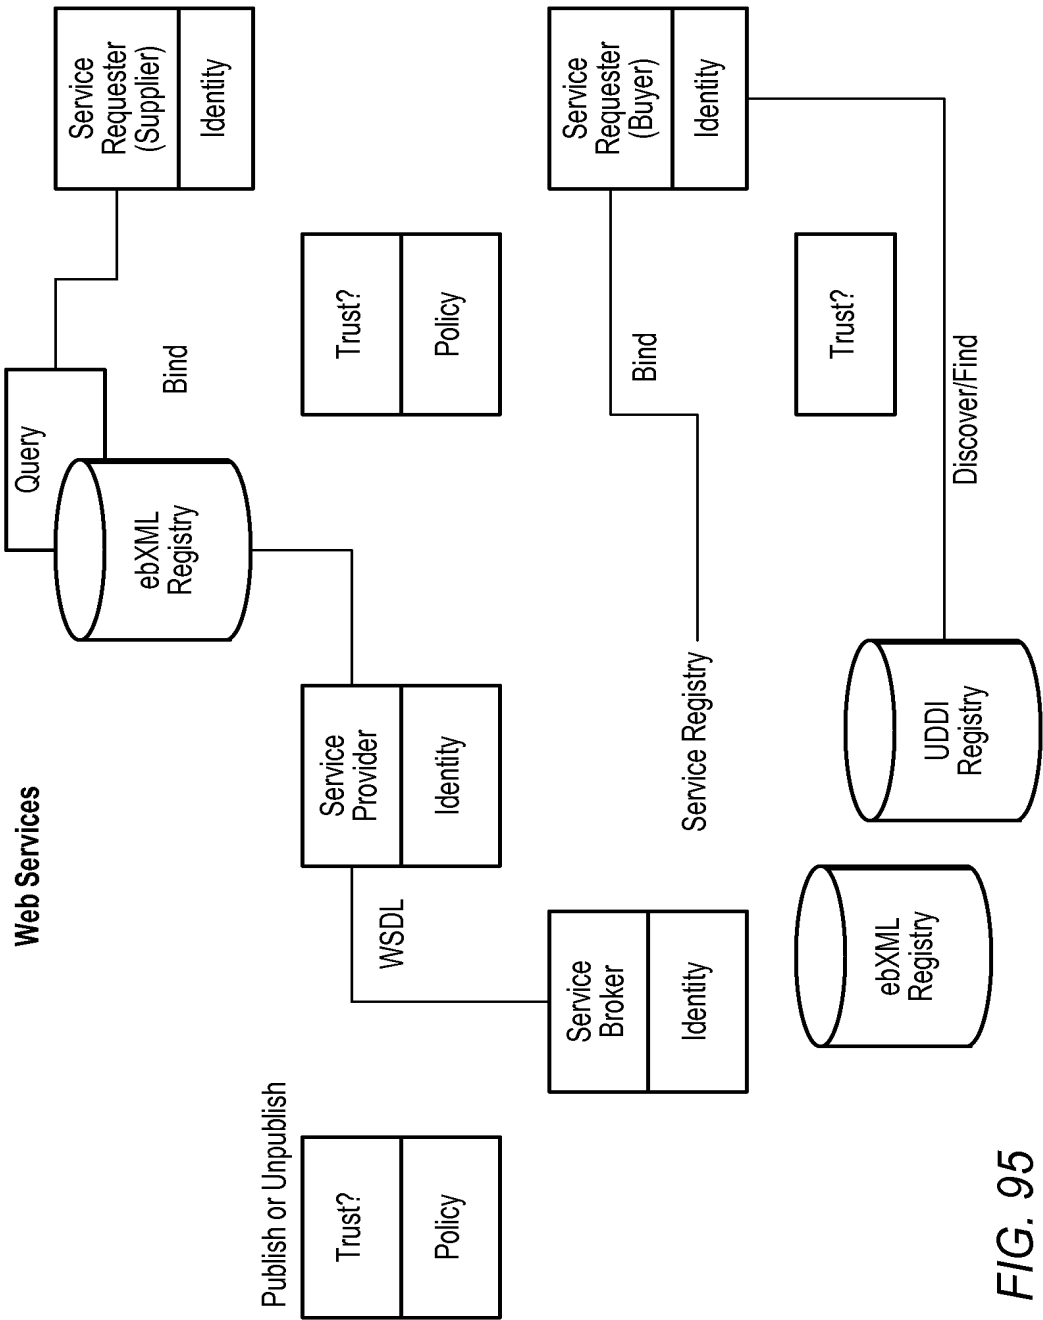 Web Services
Query
ebXML
Registry
Service
Requester
(Supplier)
Identity
Bind
Publish or Unpublish
Trust?
Policy
WSDL
Service
Provider
Identity
Trust?
Policy
Service
Broker
Identity
Service Registry
Bind
Service
Requester
(Buyer)
Identity
ebXML
Registry
UDDI
Registry
Trust?
Discover/Find
FIG. 95